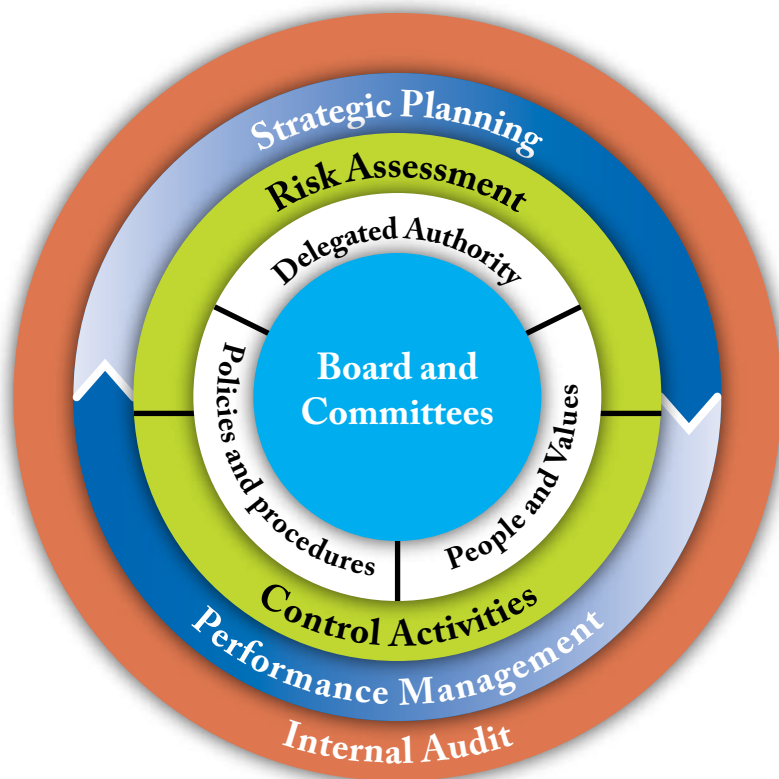 Strategic Planning
Risk Assessment
Delegated Authority
Board and
Committees
Policies and procedures
People and Values
Control Activities
Performance Management
Internal Audit